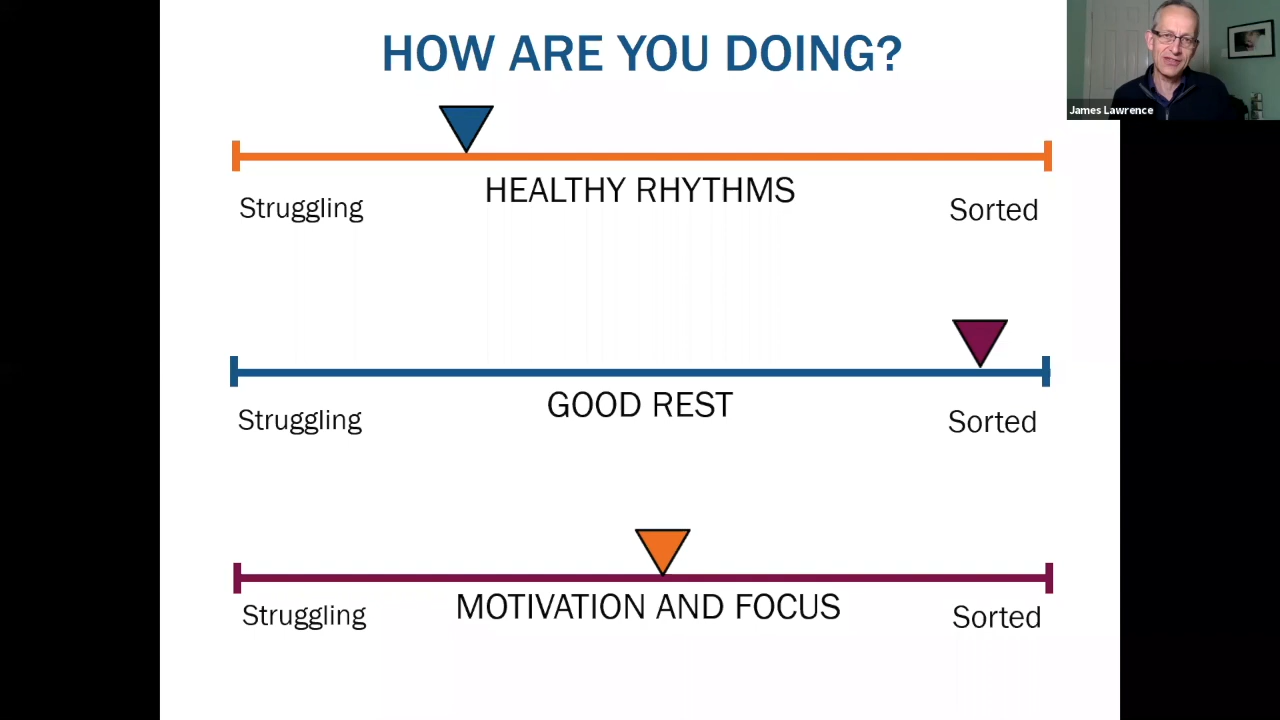 HOW ARE YOU DOING?
James Lawrence
HEALTHY RHYTHMS
Struggling
Sorted
GOOD REST
Struggling
Sorted
MOTIVATION AND FOCUS
Struggling
Sorted